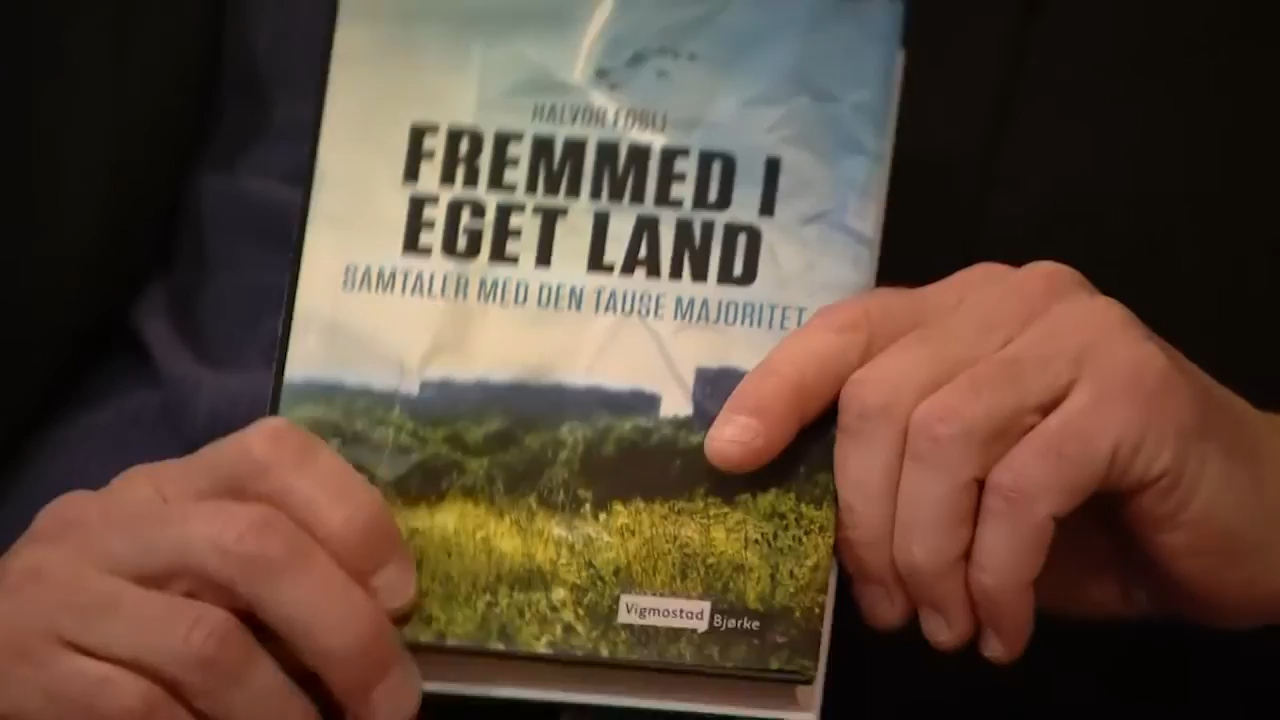 HALVOR FOSLI
FREMMED I
EGET LAND
SAMTALER MED DEN TAUSE MAJORITET
Vigmostad
Bjørke